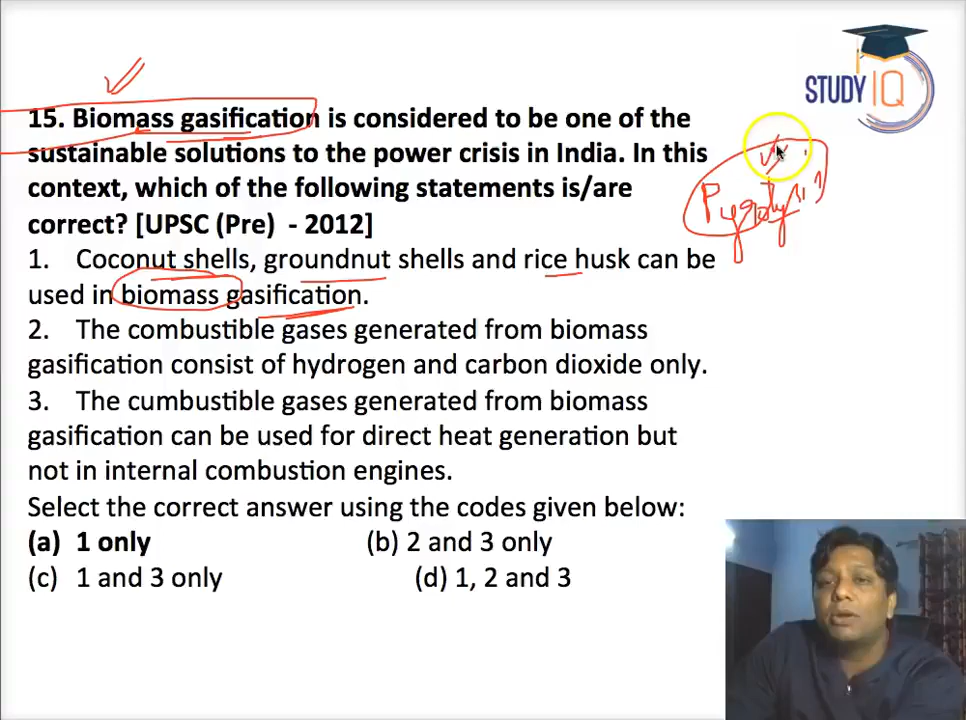 STUDY IQ
15. Biomass gasification is considered to be one of the
sustainable solutions to the power crisis in India. In this
context, which of the following statements is/are
correct? [UPSC (Pre) - 2012]
1. Coconut shells, groundnut shells and rice husk can be
used in biomass gasification.
2. The combustible gases generated from biomass
gasification consist of hydrogen and carbon dioxide only.
3. The cumbustible gases generated from biomass
gasification can be used for direct heat generation but
not in internal combustion engines.
Select the correct answer using the codes given below:
(a) 1 only (b) 2 and 3 only
(c) 1 and 3 only (d) 1, 2 and 3